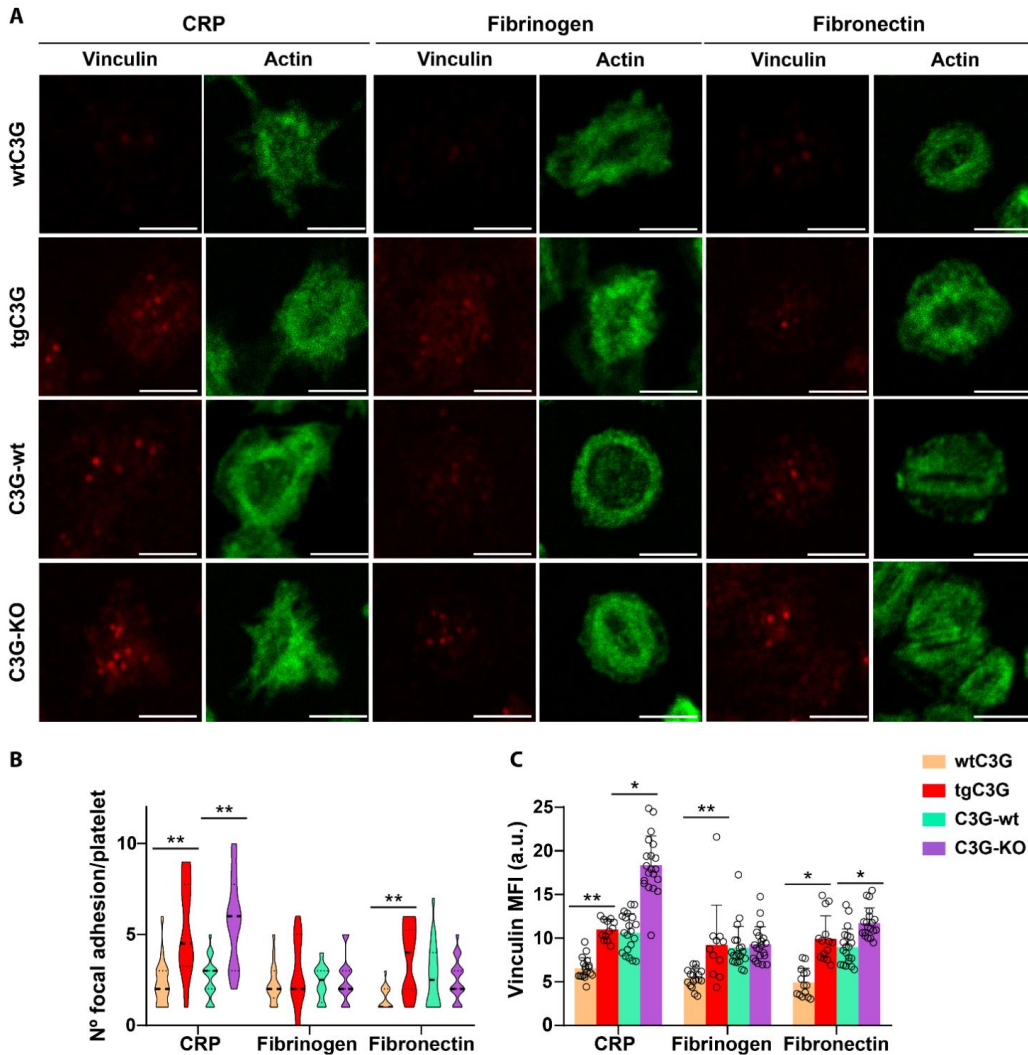 A
CRP Fibrinogen Fibronectin
Vinculin Actin Vinculin Actin Vinculin Actin
wtC3G
tgC3G
C3G-wt
C3G-KO
B
Nº focal adhesion/platelet
10
5
0
** ** **
CRP Fibrinogen Fibronectin
C
Vinculin MFI (a.u.)
25
20
15
10
5
0
** * ** * *
CRP Fibrinogen Fibronectin
wtC3G
tgC3G
C3G-wt
C3G-KO